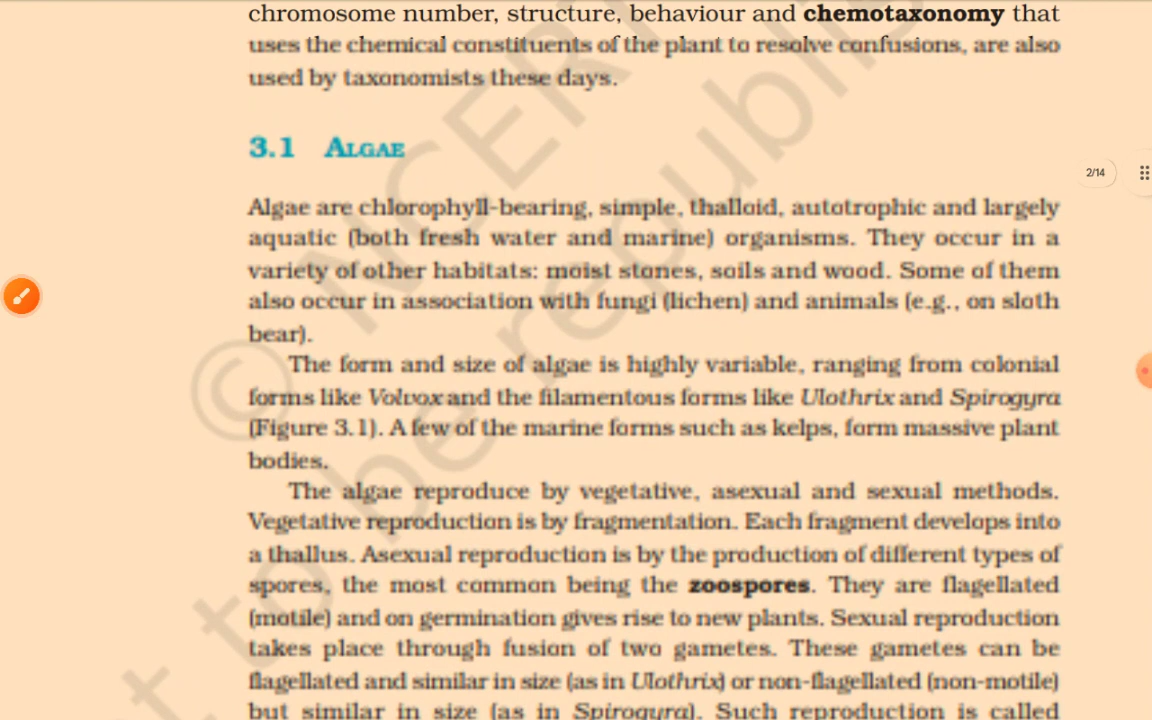 chromosome number, structure, behaviour and chemotaxonomy that
uses the chemical constituents of the plant to resolve confusions, are also
used by taxonomists these days.
3.1 ALGAE
2/14
Algae are chlorophyll-bearing, simple, thalloid, autotrophic and largely
aquatic (both fresh water and marine) organisms. They occur in a
variety of other habitats: moist stones, soils and wood. Some of them
also occur in association with fungi (lichen) and animals (e.g., on sloth
bear).
The form and size of algae is highly variable, ranging from colonial
forms like Volvox and the filamentous forms like Ulothrix and Spirogyra
(Figure 3.1). A few of the marine forms such as kelps, form massive plant
bodies.
The algae reproduce by vegetative, asexual and sexual methods.
Vegetative reproduction is by fragmentation. Each fragment develops into
a thallus. Asexual reproduction is by the production of different types of
spores, the most common being the zoospores. They are flagellated
(motile) and on germination gives rise to new plants. Sexual reproduction
takes place through fusion of two gametes. These gametes can be
flagellated and similar in size (as in Ulothrix) or non-flagellated (non-motile)
but similar in size (as in Spirogyra). Such reproduction is called
© NCERT
to be republi